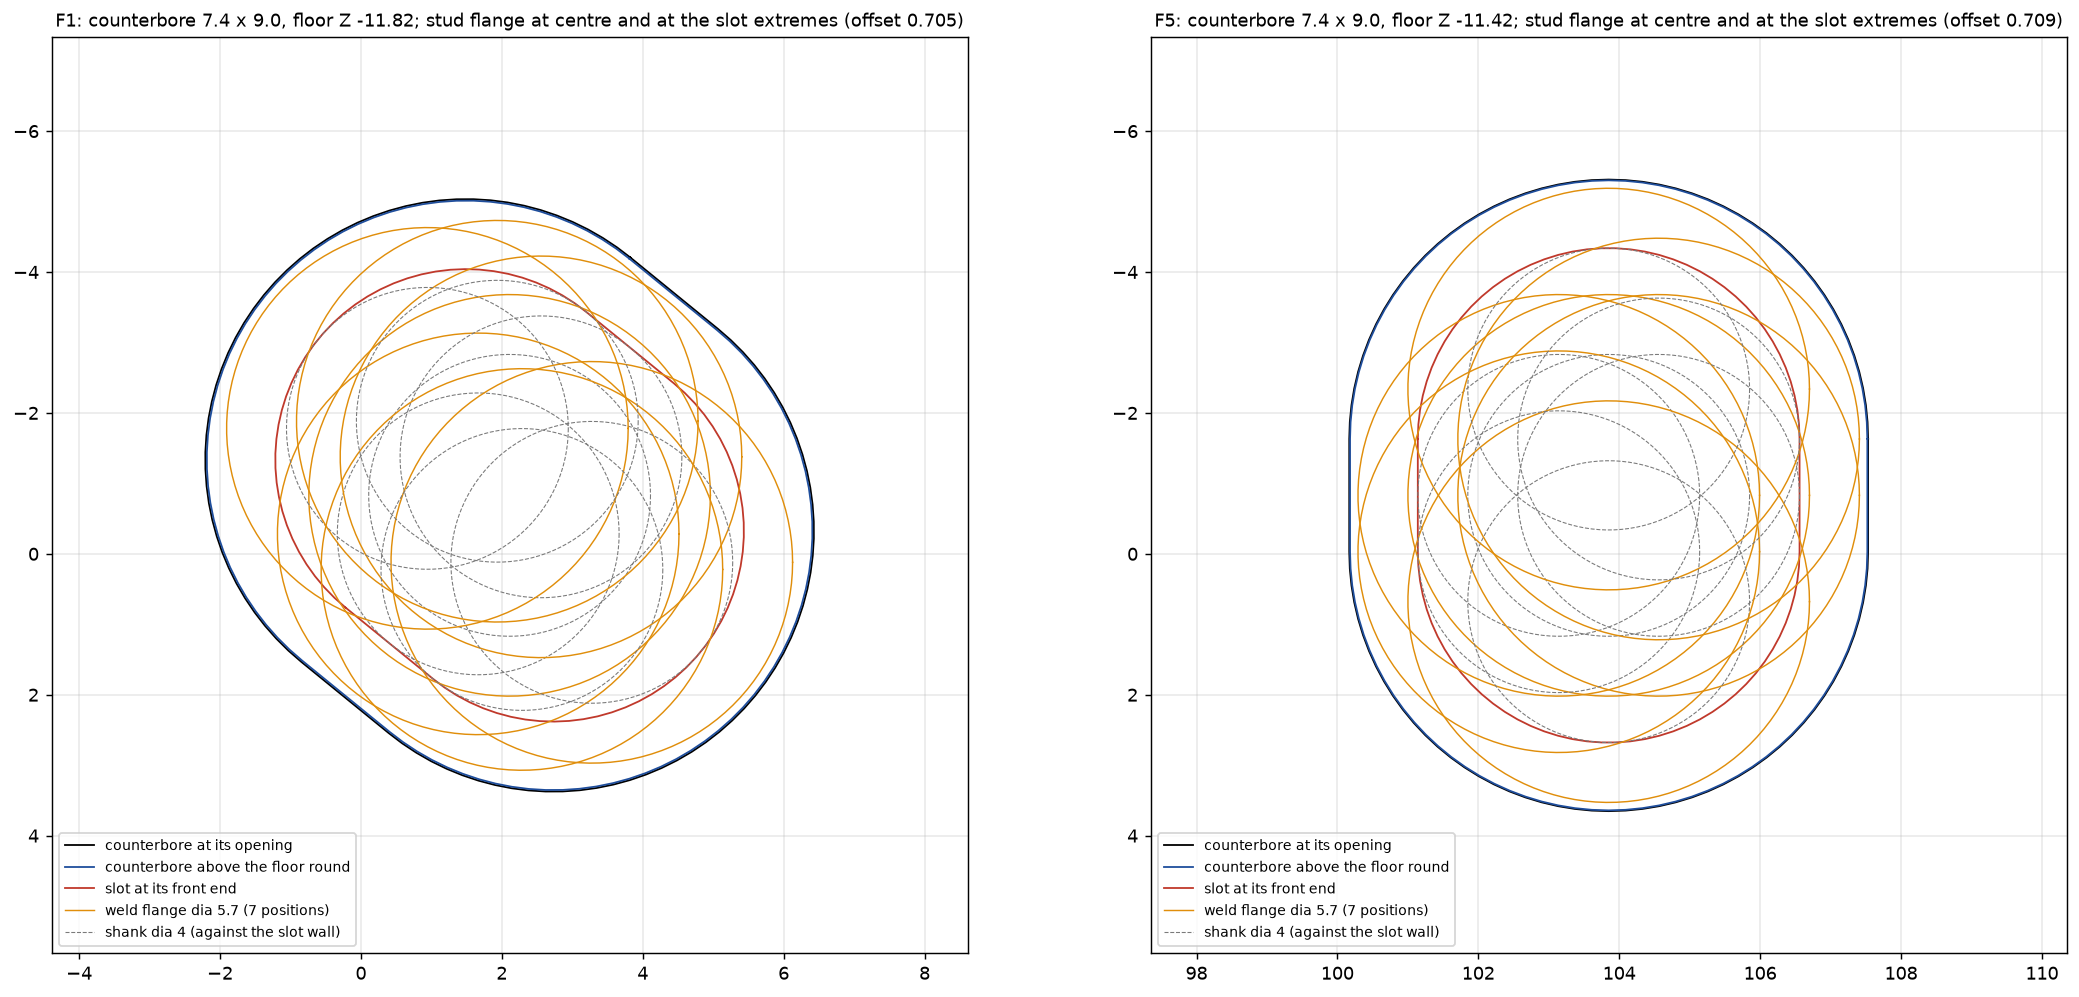 F1: counterbore 7.4 x 9.0, floor Z -11.82; stud flange at centre and at the slot extremes (offset 0.705)
−6
−4
−2
0
2
4
counterbore at its opening
counterbore above the floor round
slot at its front end
weld flange dia 5.7 (7 positions)
shank dia 4 (against the slot wall)
−4
−2
0
2
4
6
8
F5: counterbore 7.4 x 9.0, floor Z -11.42; stud flange at centre and at the slot extremes (offset 0.709)
−6
−4
−2
0
2
4
counterbore at its opening
counterbore above the floor round
slot at its front end
weld flange dia 5.7 (7 positions)
shank dia 4 (against the slot wall)
98
100
102
104
106
108
110